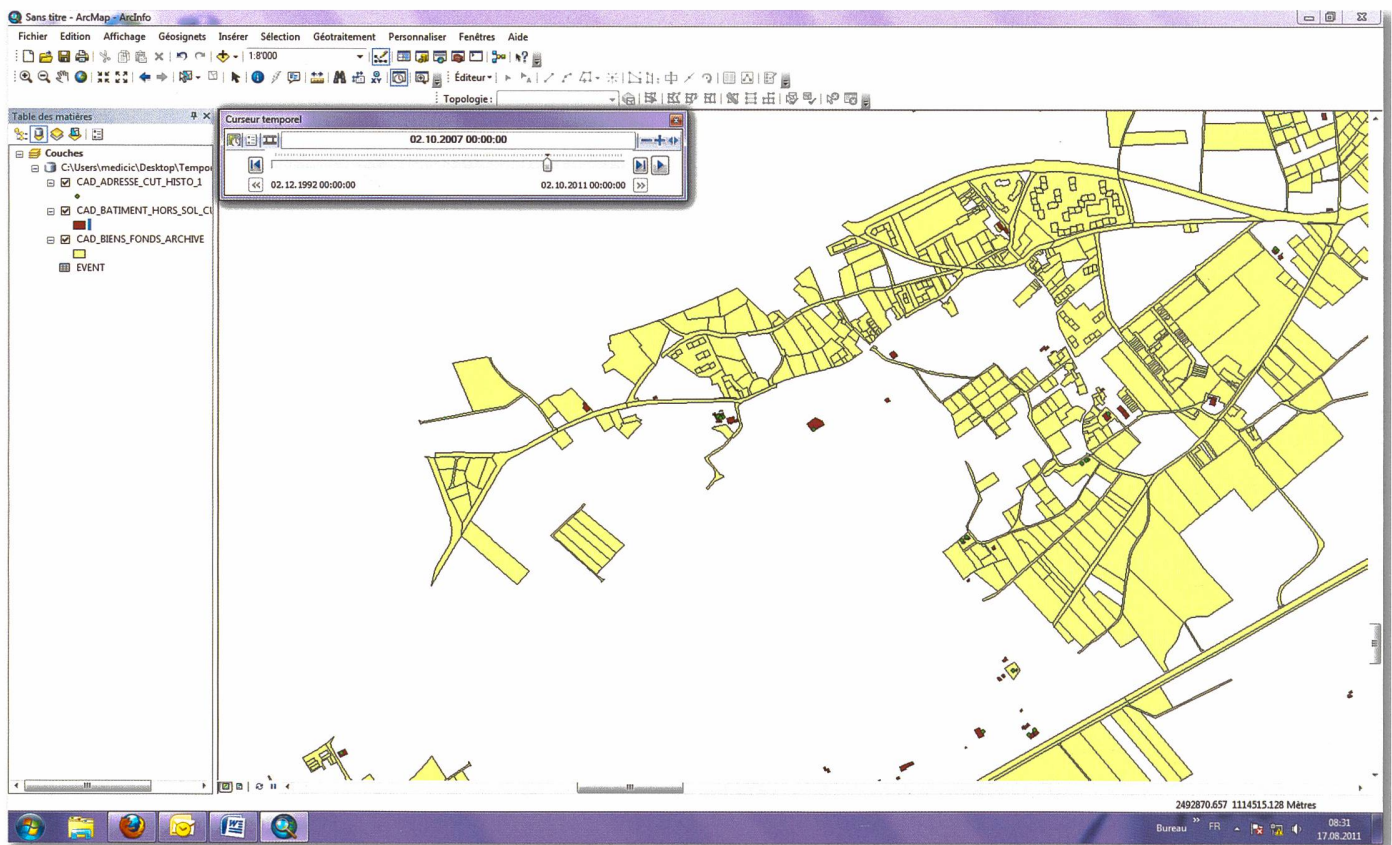 Sans titre - ArcMap - ArcInfo
Fichier Edition Affichage Géosignets Insérer Sélection Géotraitement Personnaliser Fenêtres Aide
1:8'000
Éditeur
Topologie :
Table des matières
Curseur temporel
02.10.2007 00:00:00
02.12.1992 00:00:00
02.10.2011 00:00:00
Couches
C:\Users\medicic\Desktop\Tempor
CAD_ADRESSE_CUT_HISTO_1
CAD_BATIMENT_HORS_SOL_CU
CAD_BIENS_FONDS_ARCHIVE
EVENT
2492870.657 1114515.128 Mètres
Bureau
FR
08:31
17.08.2011